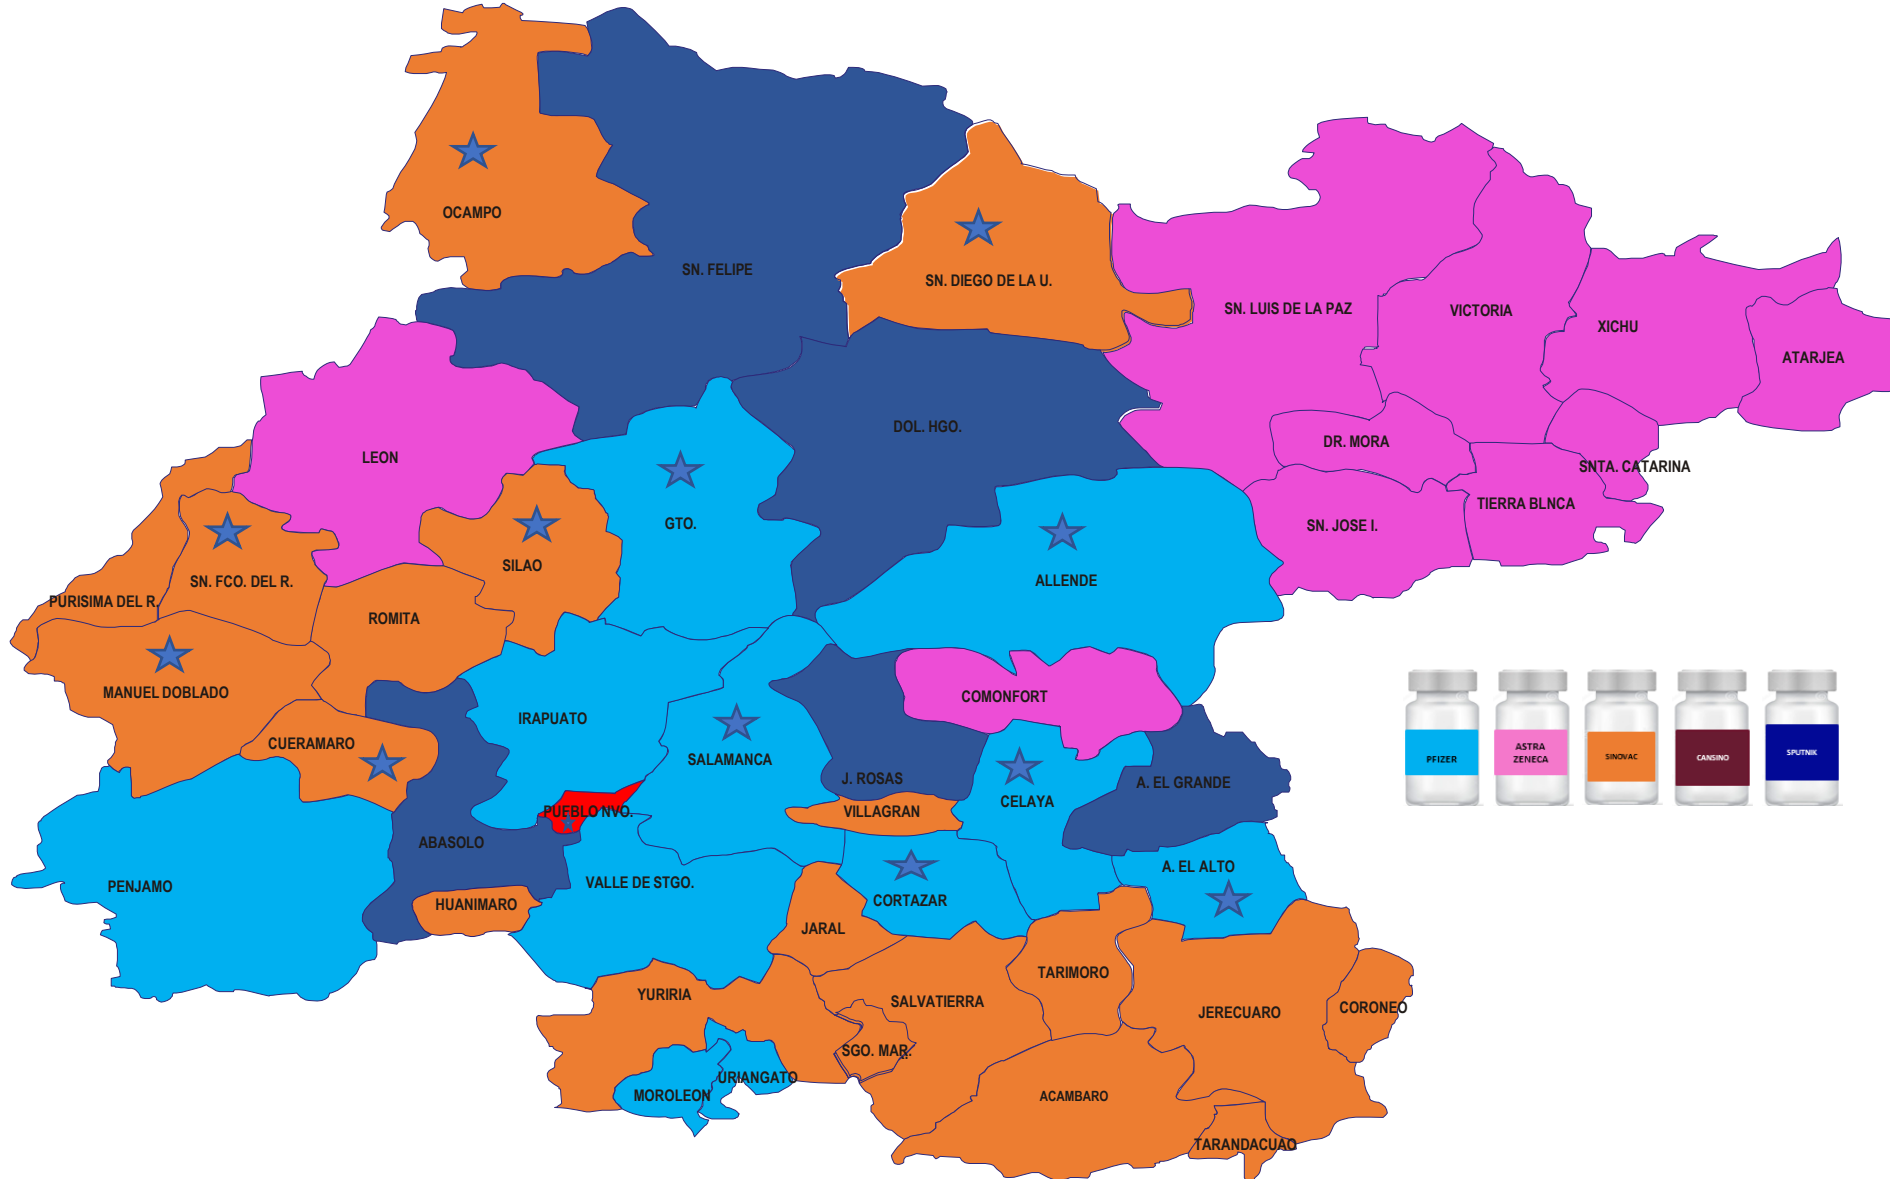 OCAMPO
SN. FELIPE
SN. DIEGO DE LA U.
SN. LUIS DE LA PAZ
VICTORIA
XICHU
ATARJEA
LEON
DOL. HGO.
DR. MORA
SNTA. CATARINA
TIERRA BLNCA
SN. JOSE I.
GTO.
SILAO
SN. FCO. DEL R.
PURISIMA DEL R.
ROMITA
ALLENDE
MANUEL DOBLADO
IRAPUATO
COMONFORT
CUERAMARO
SALAMANCA
J. ROSAS
CELAYA
A. EL GRANDE
PUEBLO NVO.
VILLAGRAN
ABASOLO
PENJAMO
VALLE DE STGO.
CORTAZAR
A. EL ALTO
HUANIMARO
JARAL
TARIMORO
YURIRIA
SALVATIERRA
JERECUARO
CORONEO
SGO. MAR.
URIANGATO
MOROLEON
ACAMBARO
TARANDACUAO
PFIZER
ASTRA
ZENECA
SINOVAC
CANSINO
SPUTNIK